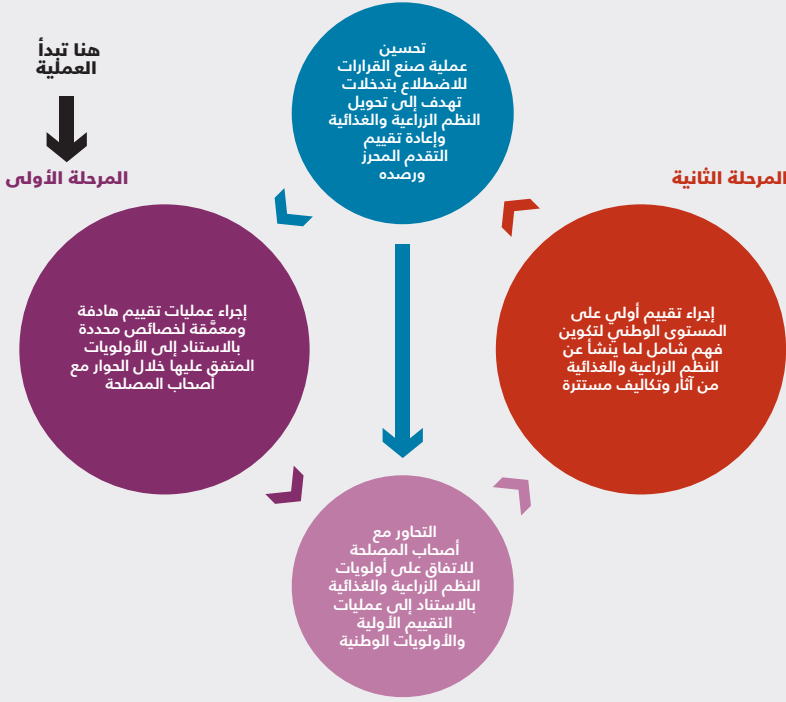 هنا تبدأ
العملية
تحسين
عملية صنع القرارات
للاضطلاع بتدخلات
تهدف إلى تحويل
النظم الزراعية والغذائية
وإعادة تقييم
التقدم المحرز
ورصده
المرحلة الثانية
المرحلة الأولى
إجراء تقييم أولي على
المستوى الوطني لتكوين
فهم شامل لما ينشأ عن
النظم الزراعية والغذائية
من آثار وتكاليف مستترة
إجراء عمليات تقييم هادفة
ومعمَّقة لخصائص محددة
بالاستناد إلى الأولويات
المتفق عليها خلال الحوار مع
أصحاب المصلحة
التحاور مع
أصحاب المصلحة
للاتفاق على أولويات
النظم الزراعية والغذائية
بالاستناد إلى عمليات
التقييم الأولية
والأولويات الوطنية